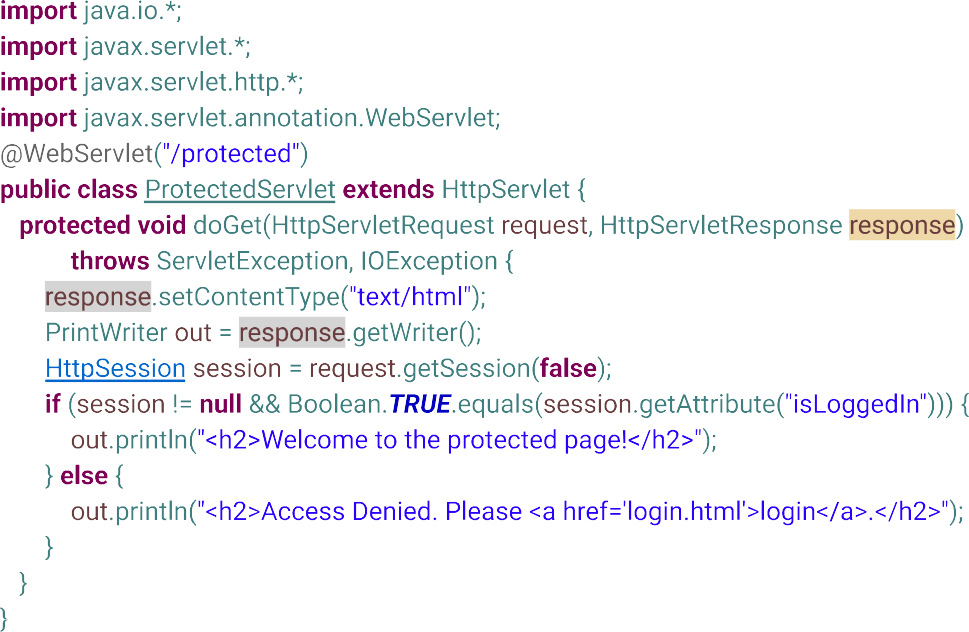 import java.io.*;
import javax.servlet.*;
import javax.servlet.http.*;
import javax.servlet.annotation.WebServlet;
@WebServlet("/protected")
public class ProtectedServlet extends HttpServlet {
protected void doGet(HttpServletRequest request, HttpServletResponse response)
throws ServletException, IOException {
response.setContentType("text/html");
PrintWriter out = response.getWriter();
HttpSession session = request.getSession(false);
if (session != null && Boolean.TRUE.equals(session.getAttribute("isLoggedIn"))) {
out.println("<h2>Welcome to the protected page!</h2>");
} else {
out.println("<h2>Access Denied. Please <a href='login.html'>login</a>.</h2>");
}
}
}